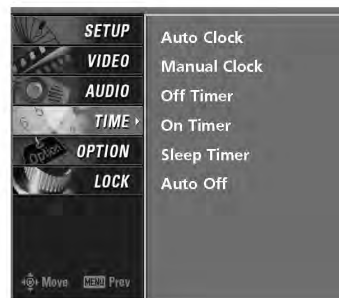 SETUP
VIDEO
AUDIO
TIME
OPTION
LOCK
Auto Clock
Manual Clock
Off Timer
On Timer
Sleep Timer
Auto Off
Option
Move MENU Prev